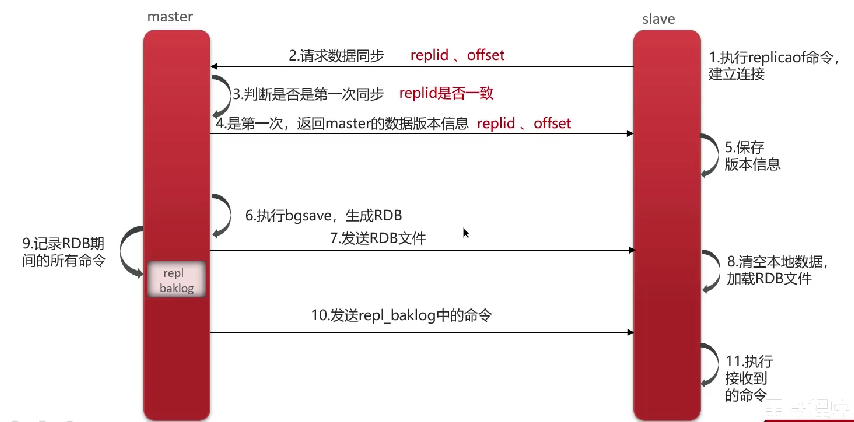 master
slave
2.请求数据同步 replid 、offset
1.执行replicaof命令，
建立连接
3.判断是否是第一次同步 replid是否一致
4.是第一次，返回master的数据版本信息 replid 、offset
5.保存
版本信息
6.执行bgsave，生成RDB
7.发送RDB文件
9.记录RDB期
间的所有命令
repl
baklog
8.清空本地数据，
加载RDB文件
10.发送repl_baklog中的命令
11.执行
接收到
的命令